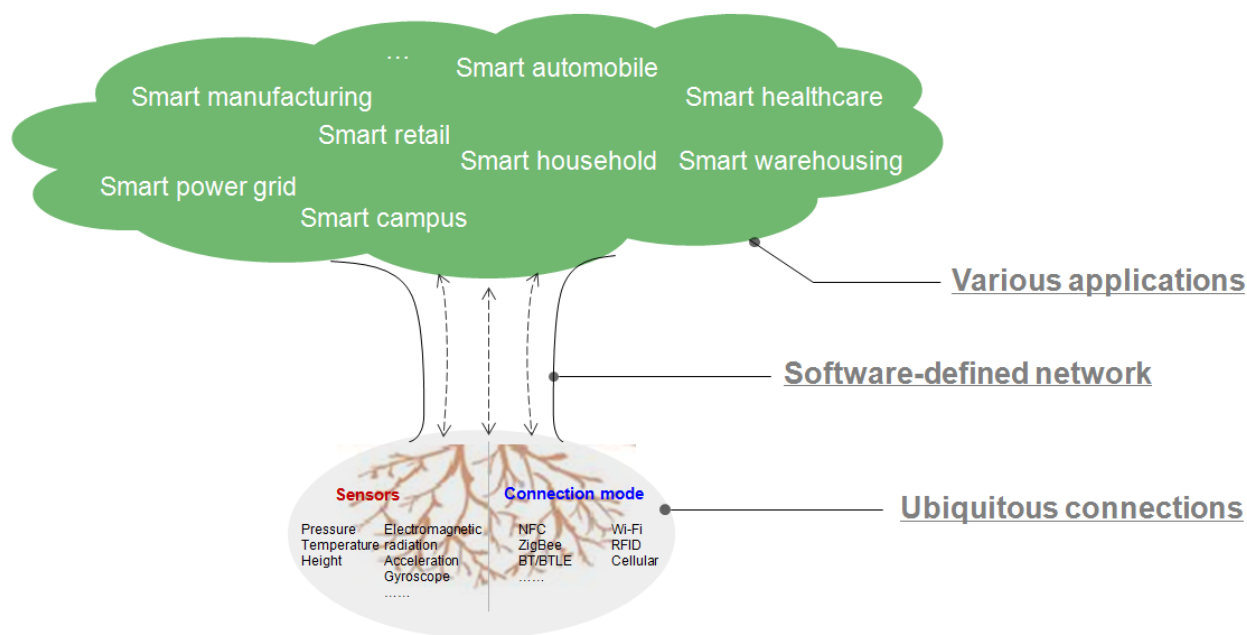 …
Smart automobile
Smart manufacturing
Smart healthcare
Smart retail
Smart household
Smart warehousing
Smart power grid
Smart campus
Various applications
Software-defined network
Sensors
Connection mode
Ubiquitous connections
Pressure
Temperature
Height
Electromagnetic
radiation
Acceleration
Gyroscope
……
NFC
ZigBee
BT/BTLE
……
Wi-Fi
RFID
Cellular